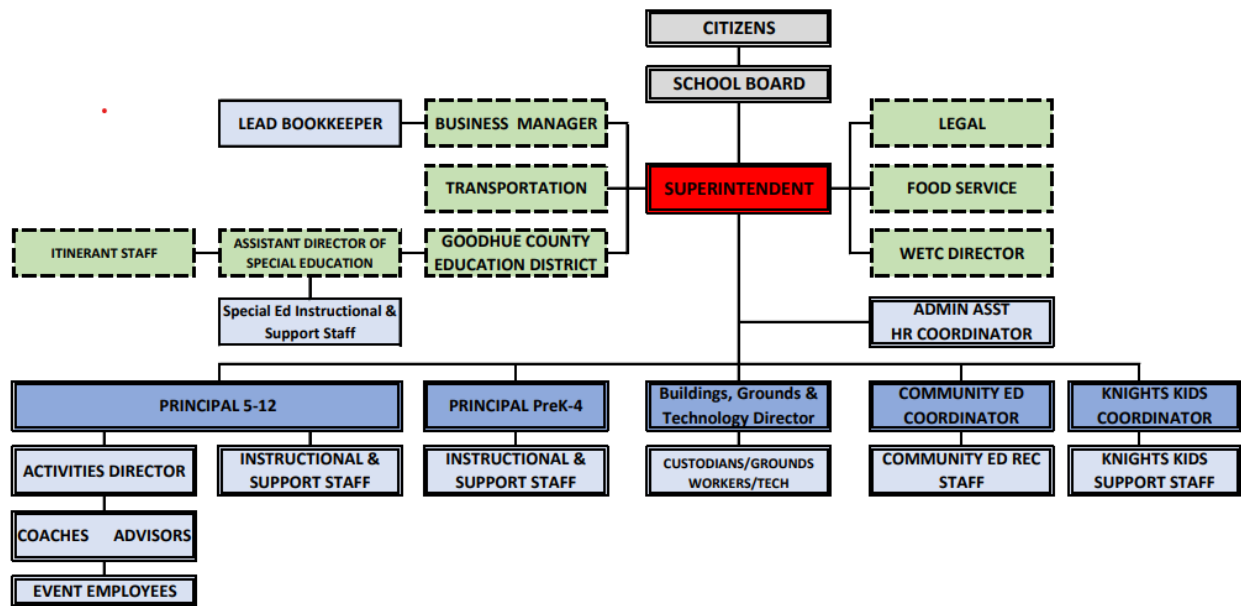 CITIZENS
SCHOOL BOARD
LEAD BOOKKEEPER
BUSINESS MANAGER
LEGAL
TRANSPORTATION
SUPERINTENDENT
FOOD SERVICE
ITINERANT STAFF
ASSISTANT DIRECTOR OF
SPECIAL EDUCATION
GOODHUE COUNTY
EDUCATION DISTRICT
WETC DIRECTOR
Special Ed Instructional &
Support Staff
ADMIN ASST
HR COORDINATOR
PRINCIPAL 5-12
PRINCIPAL PreK-4
Buildings, Grounds &
Technology Director
COMMUNITY ED
COORDINATOR
KNIGHTS KIDS
COORDINATOR
ACTIVITIES DIRECTOR
INSTRUCTIONAL &
SUPPORT STAFF
INSTRUCTIONAL &
SUPPORT STAFF
CUSTODIANS/GROUNDS
WORKERS/TECH
COMMUNITY ED REC
STAFF
KNIGHTS KIDS
SUPPORT STAFF
COACHES ADVISORS
EVENT EMPLOYEES